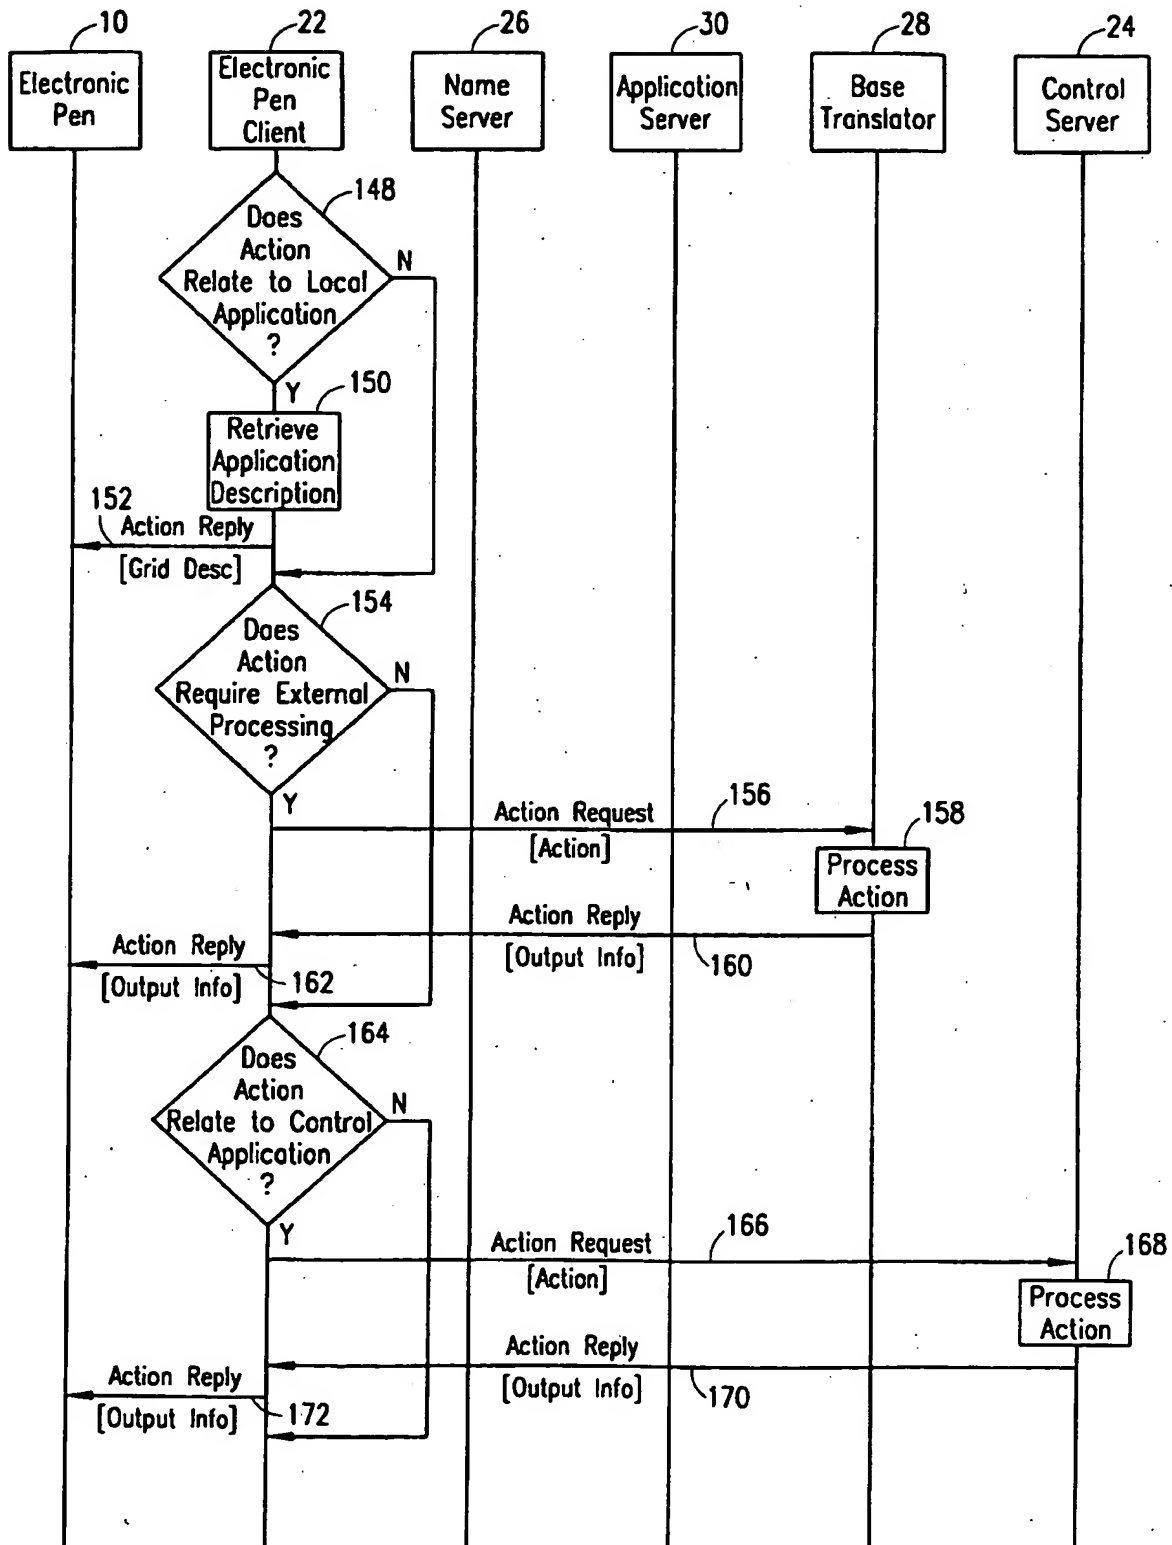 10
22
26
30
28
24
Electronic
Pen
Electronic
Pen
Client
Name
Server
Application
Server
Base
Translator
Control
Server
148
Does
Action
Relate to Local
Application
?
N
Y
150
Retrieve
Application
Description
152
Action Reply
[Grid Desc]
154
Does
Action
Require External
Processing
?
N
Y
Action Request
[Action]
156
158
Process
Action
Action Reply
[Output Info]
160
Action Reply
[Output Info]
162
164
Does
Action
Relate to Control
Application
?
N
Y
Action Request
[Action]
166
168
Process
Action
Action Reply
[Output Info]
170
Action Reply
[Output Info]
172